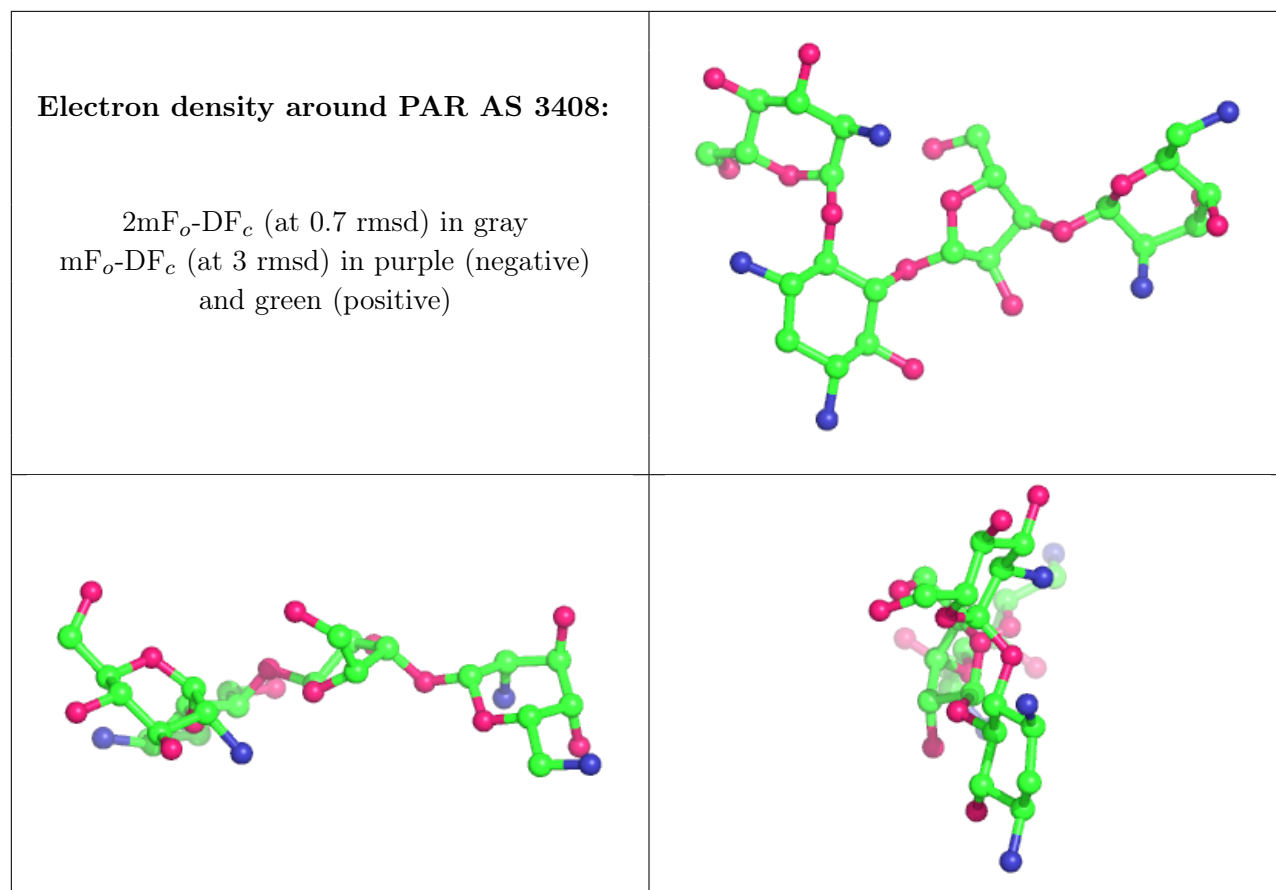 Electron density around PAR AS 3408:
2mFₒ-DF𝒸 (at 0.7 rmsd) in gray
mFₒ-DF𝒸 (at 3 rmsd) in purple (negative)
and green (positive)